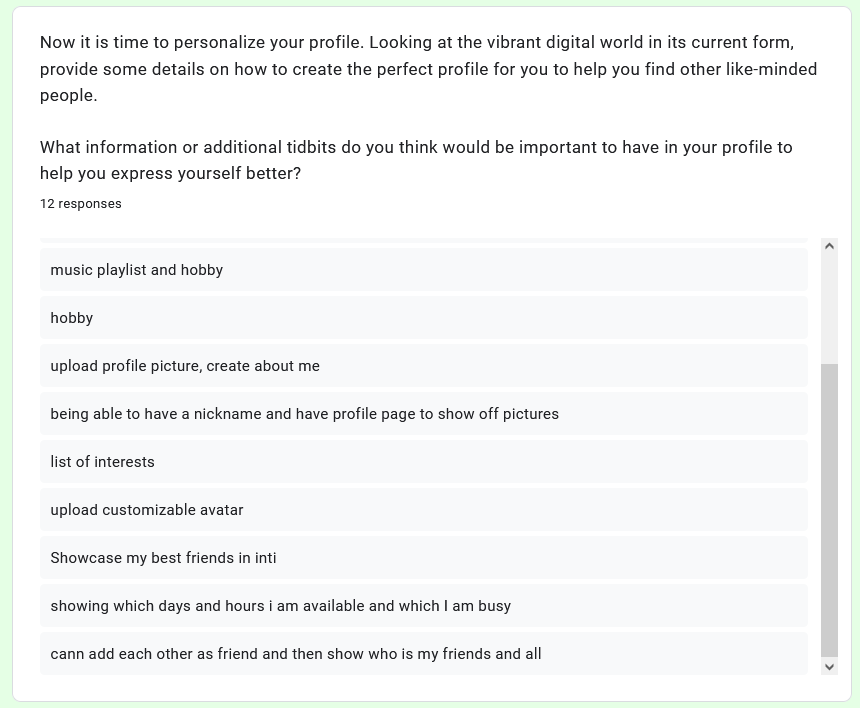 Now it is time to personalize your profile. Looking at the vibrant digital world in its current form,
provide some details on how to create the perfect profile for you to help you find other like-minded
people.
What information or additional tidbits do you think would be important to have in your profile to
help you express yourself better?
12 responses
music playlist and hobby
hobby
upload profile picture, create about me
being able to have a nickname and have profile page to show off pictures
list of interests
upload customizable avatar
Showcase my best friends in inti
showing which days and hours i am available and which I am busy
cann add each other as friend and then show who is my friends and all